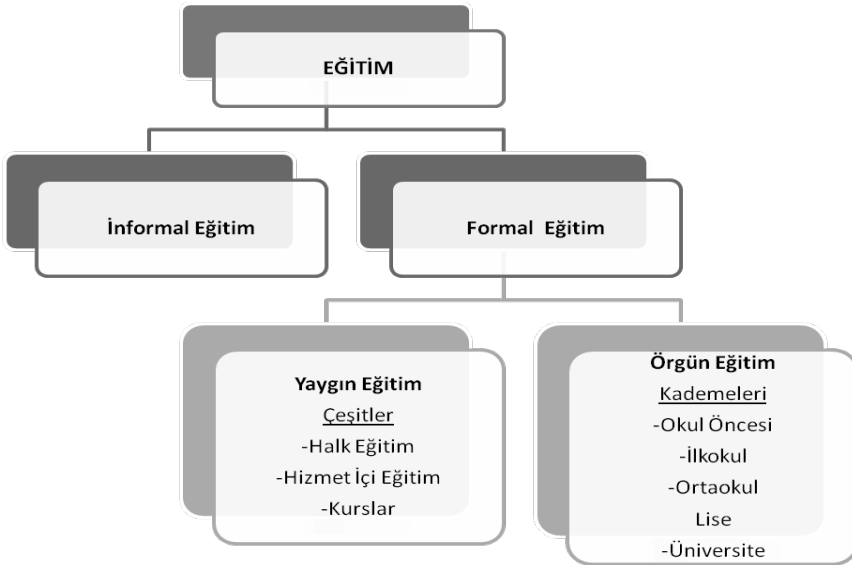 EĞİTİM
İnformal Eğitim
Formal Eğitim
Yaygın Eğitim
Çeşitler
-Halk Eğitim
-Hizmet İçi Eğitim
-Kurslar
Örgün Eğitim
Kademeleri
-Okul Öncesi
-İlkokul
-Ortaokul
Lise
-Üniversite